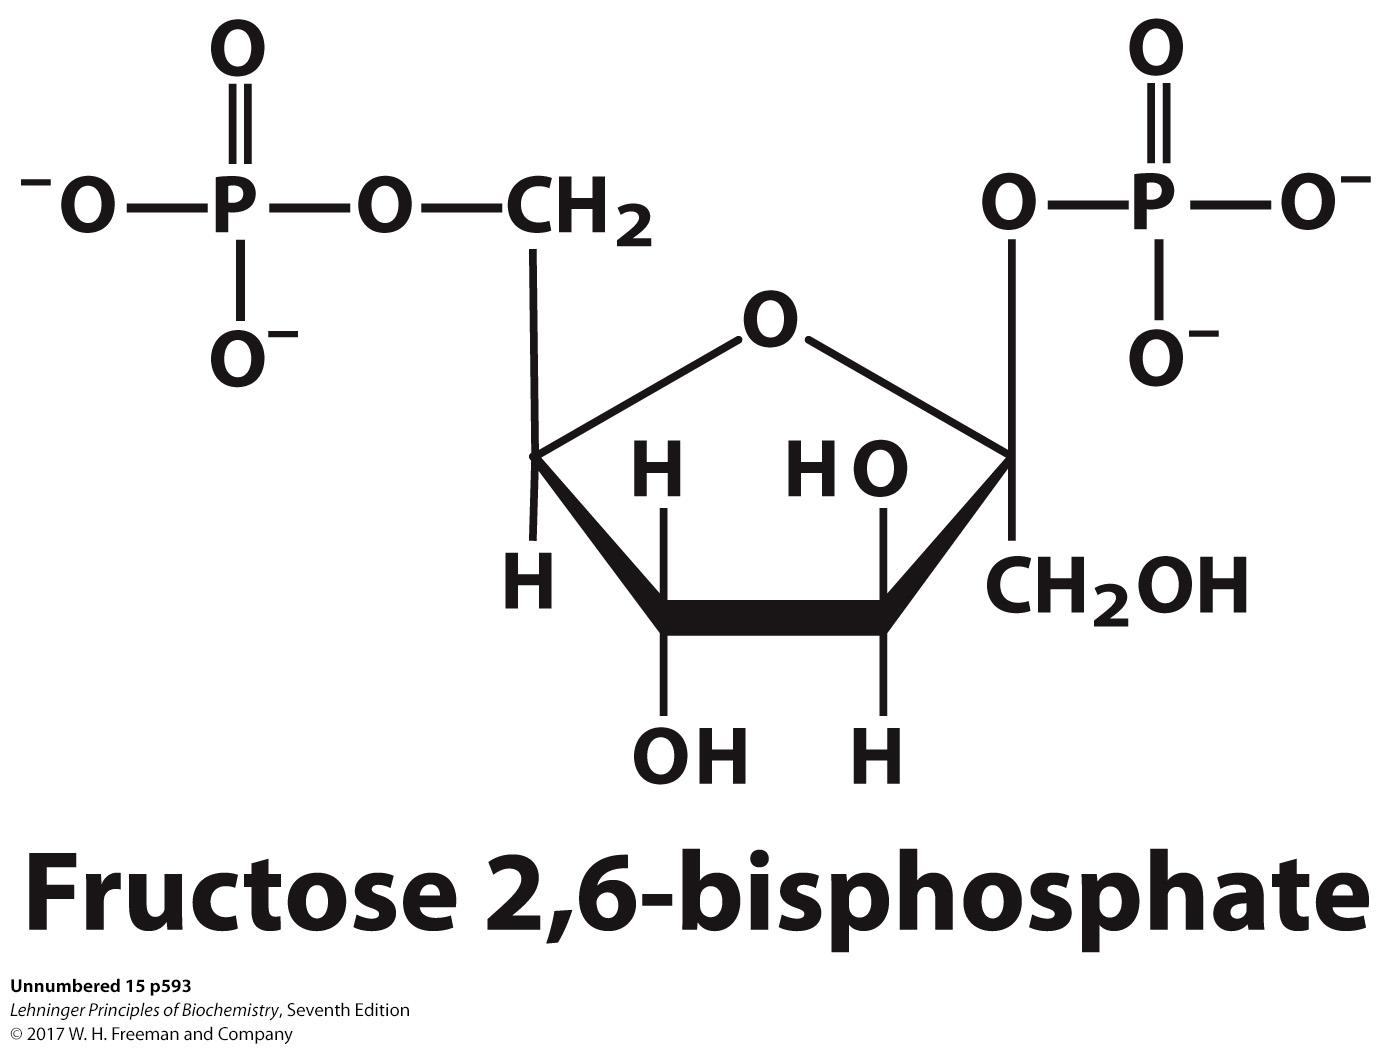 O O
⁻O P O CH₂ O P O⁻
O⁻ O O⁻
H HO
H CH₂OH
OH H
Fructose 2,6-bisphosphate
Unnumbered 15 p593
Lehninger Principles of Biochemistry, Seventh Edition
© 2017 W. H. Freeman and Company